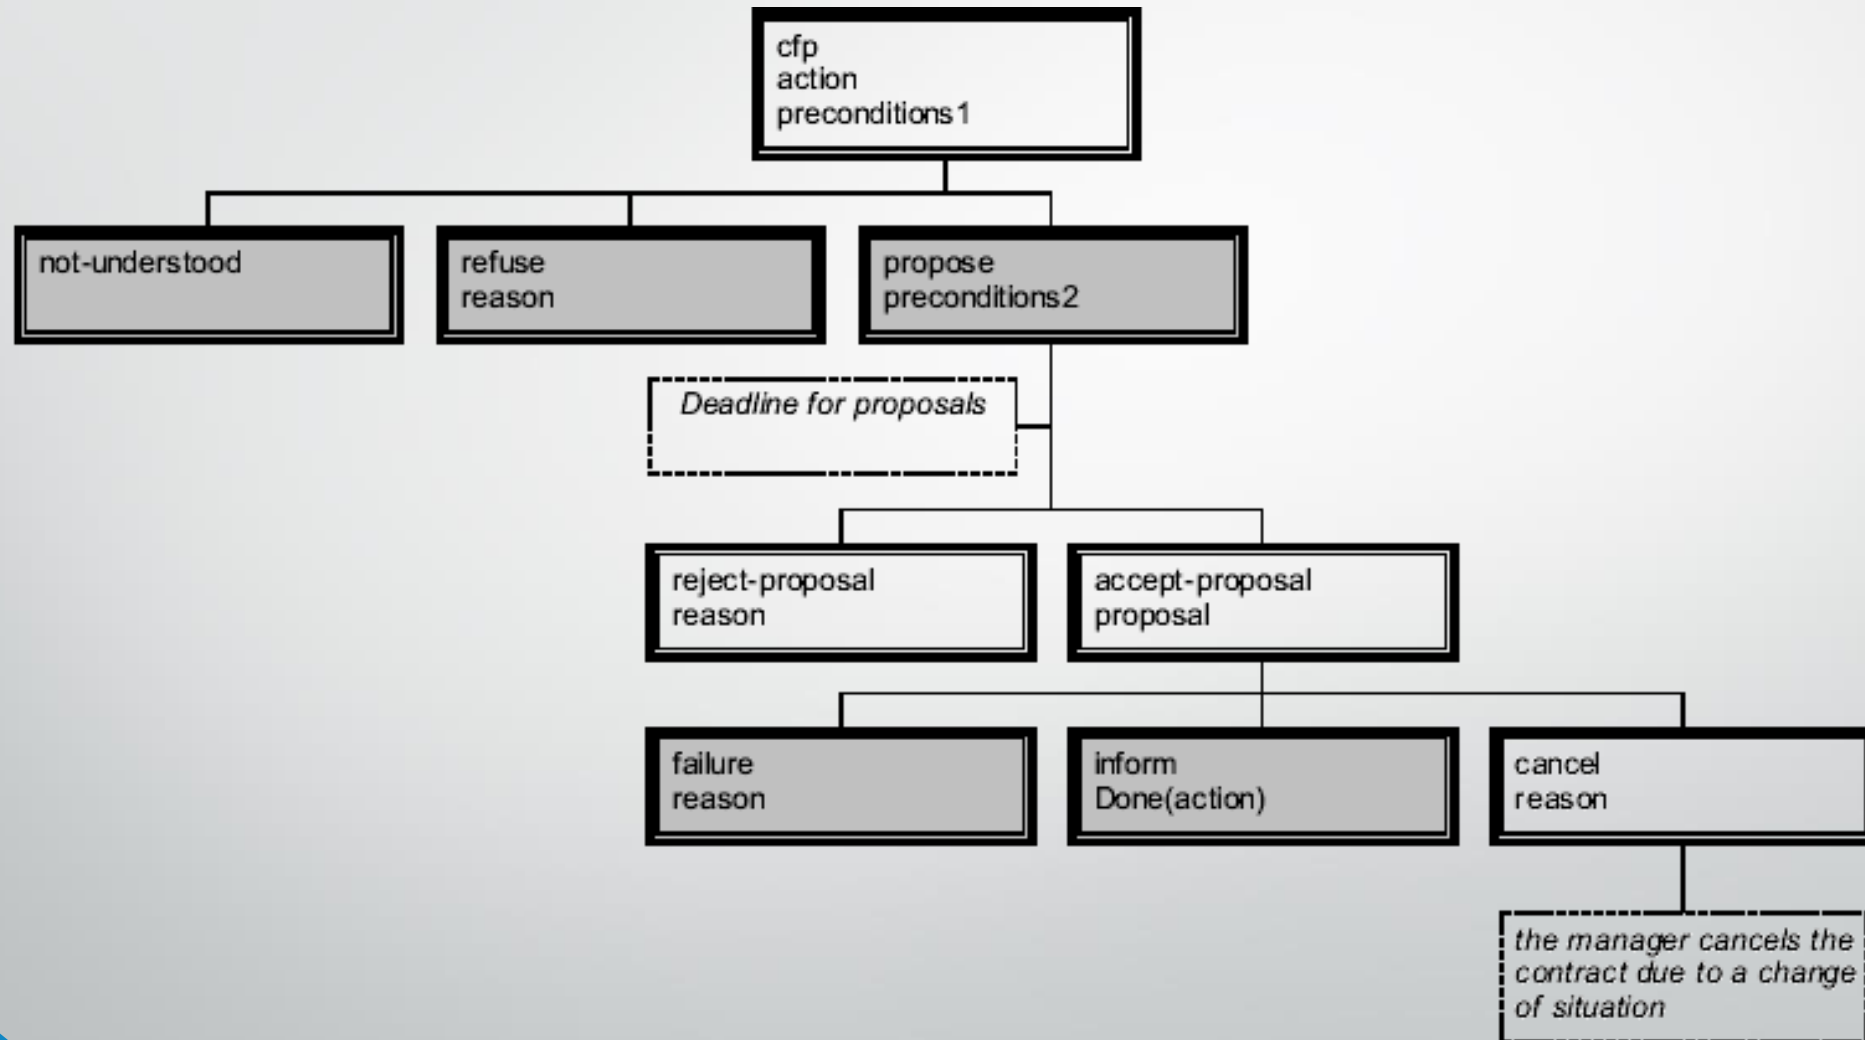 cfp
action
preconditions1
not-understood
refuse
reason
propose
preconditions2
Deadline for proposals
reject-proposal
reason
accept-proposal
proposal
failure
reason
inform
Done(action)
cancel
reason
the manager cancels the
contract due to a change
of situation